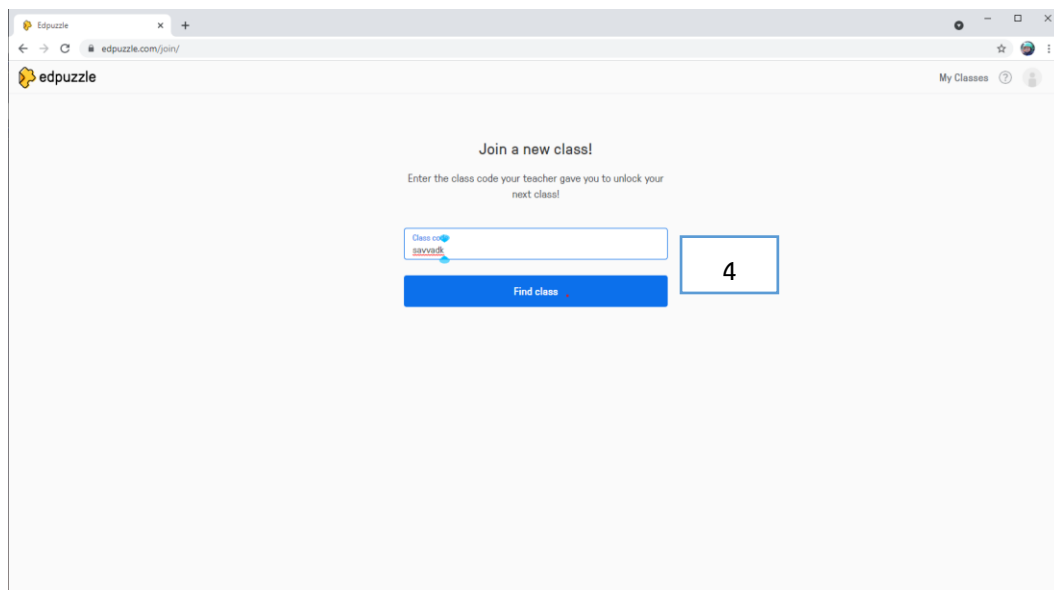 Edpuzzle
edpuzzle.com/join/
edpuzzle
My Classes
Join a new class!
Enter the class code your teacher gave you to unlock your
next class!
Class
savvadk
4
Find class